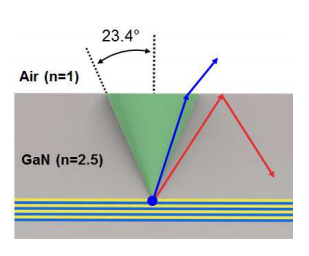 23.4°
Air (n=1)
GaN (n=2.5)